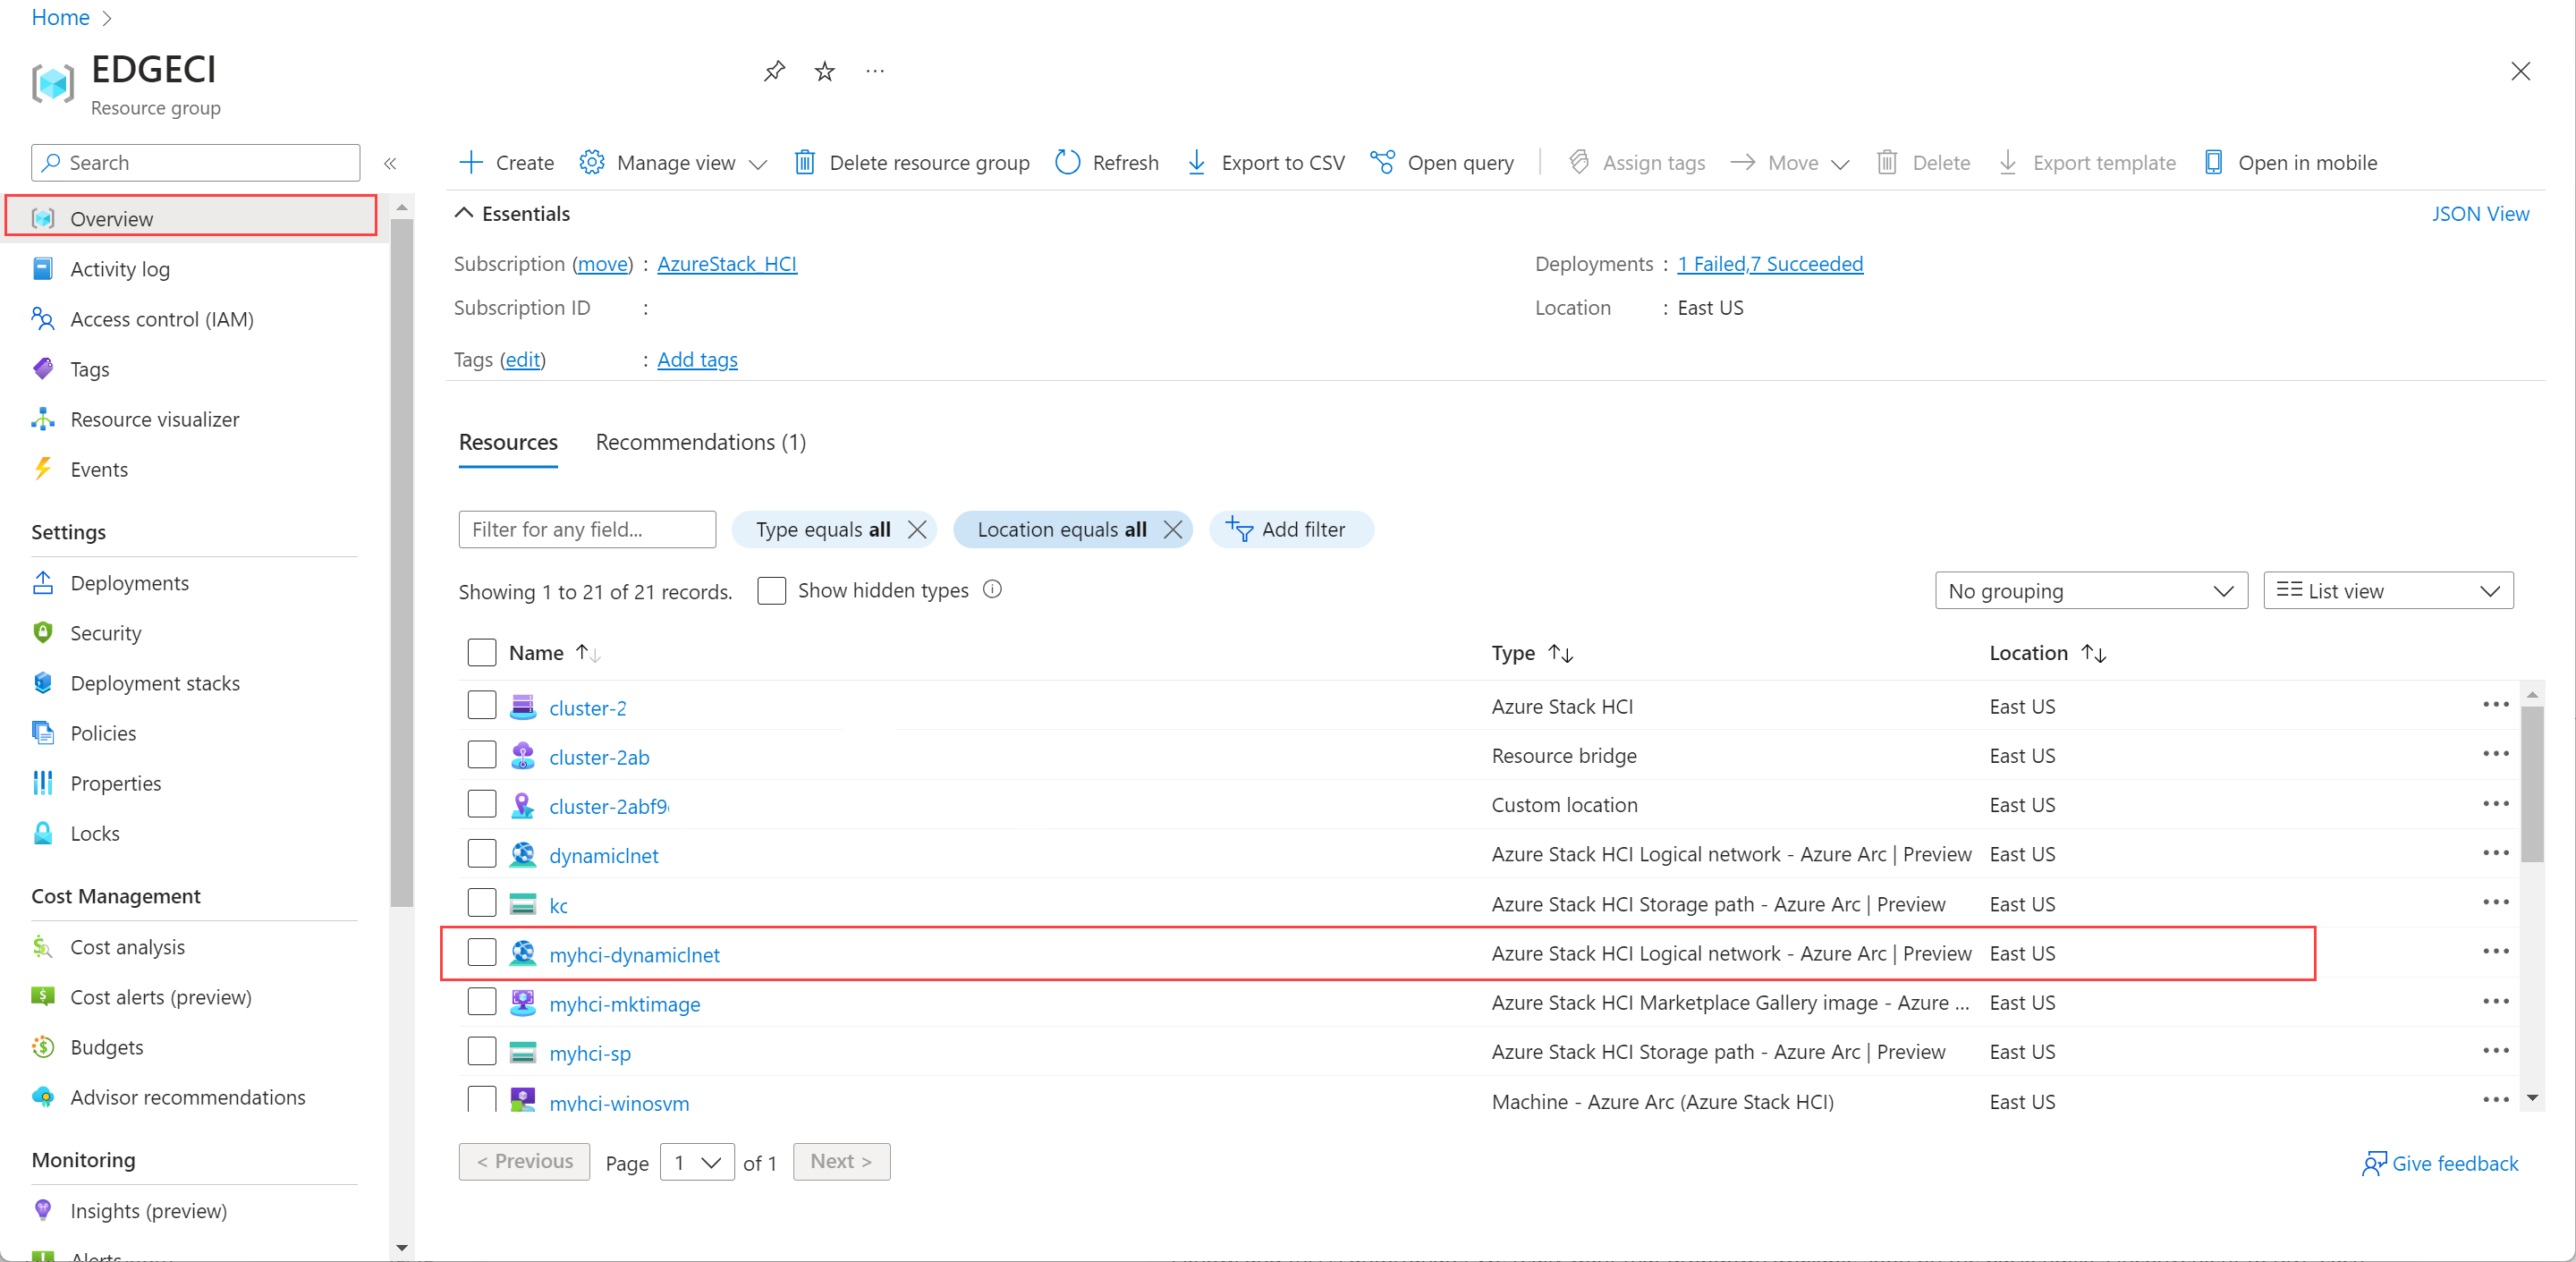 Home
EDGECI
Resource group
Search
Create Manage view Delete resource group Refresh Export to CSV Open query Assign tags Move Delete Export template Open in mobile
Overview
Activity log
Access control (IAM)
Tags
Resource visualizer
Events
Settings
Deployments
Security
Deployment stacks
Policies
Properties
Locks
Cost Management
Cost analysis
Cost alerts (preview)
Budgets
Advisor recommendations
Monitoring
Insights (preview)
Alerts
Essentials JSON View
Subscription (move) : AzureStack_HCI Deployments : 1 Failed,7 Succeeded
Subscription ID : Location : East US
Tags (edit) : Add tags
Resources Recommendations (1)
Filter for any field... Type equals all Location equals all Add filter
Showing 1 to 21 of 21 records. Show hidden types No grouping List view
Name Type Location
cluster-2 Azure Stack HCI East US
cluster-2ab Resource bridge East US
cluster-2abf9 Custom location East US
dynamiclnet Azure Stack HCI Logical network - Azure Arc | Preview East US
kc Azure Stack HCI Storage path - Azure Arc | Preview East US
myhci-dynamiclnet Azure Stack HCI Logical network - Azure Arc | Preview East US
myhci-mktimage Azure Stack HCI Marketplace Gallery image - Azure ... East US
myhci-sp Azure Stack HCI Storage path - Azure Arc | Preview East US
myhci-winosvm Machine - Azure Arc (Azure Stack HCI) East US
< Previous Page 1 of 1 Next > Give feedback